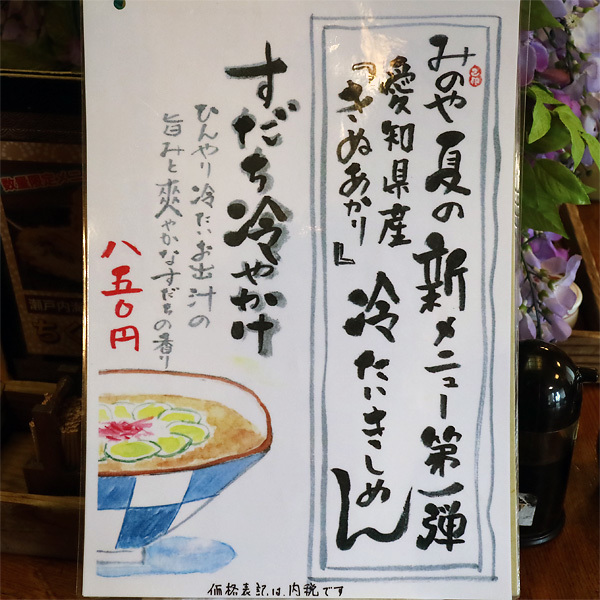 みのや夏の新メニュー第一弾
愛知県産
『きぬあかり』冷たいきしめん
すだち冷やかけ
ひんやり冷たいお出汁の
旨みと爽やかなすだちの香り
八五〇円
価格表記は、内税です